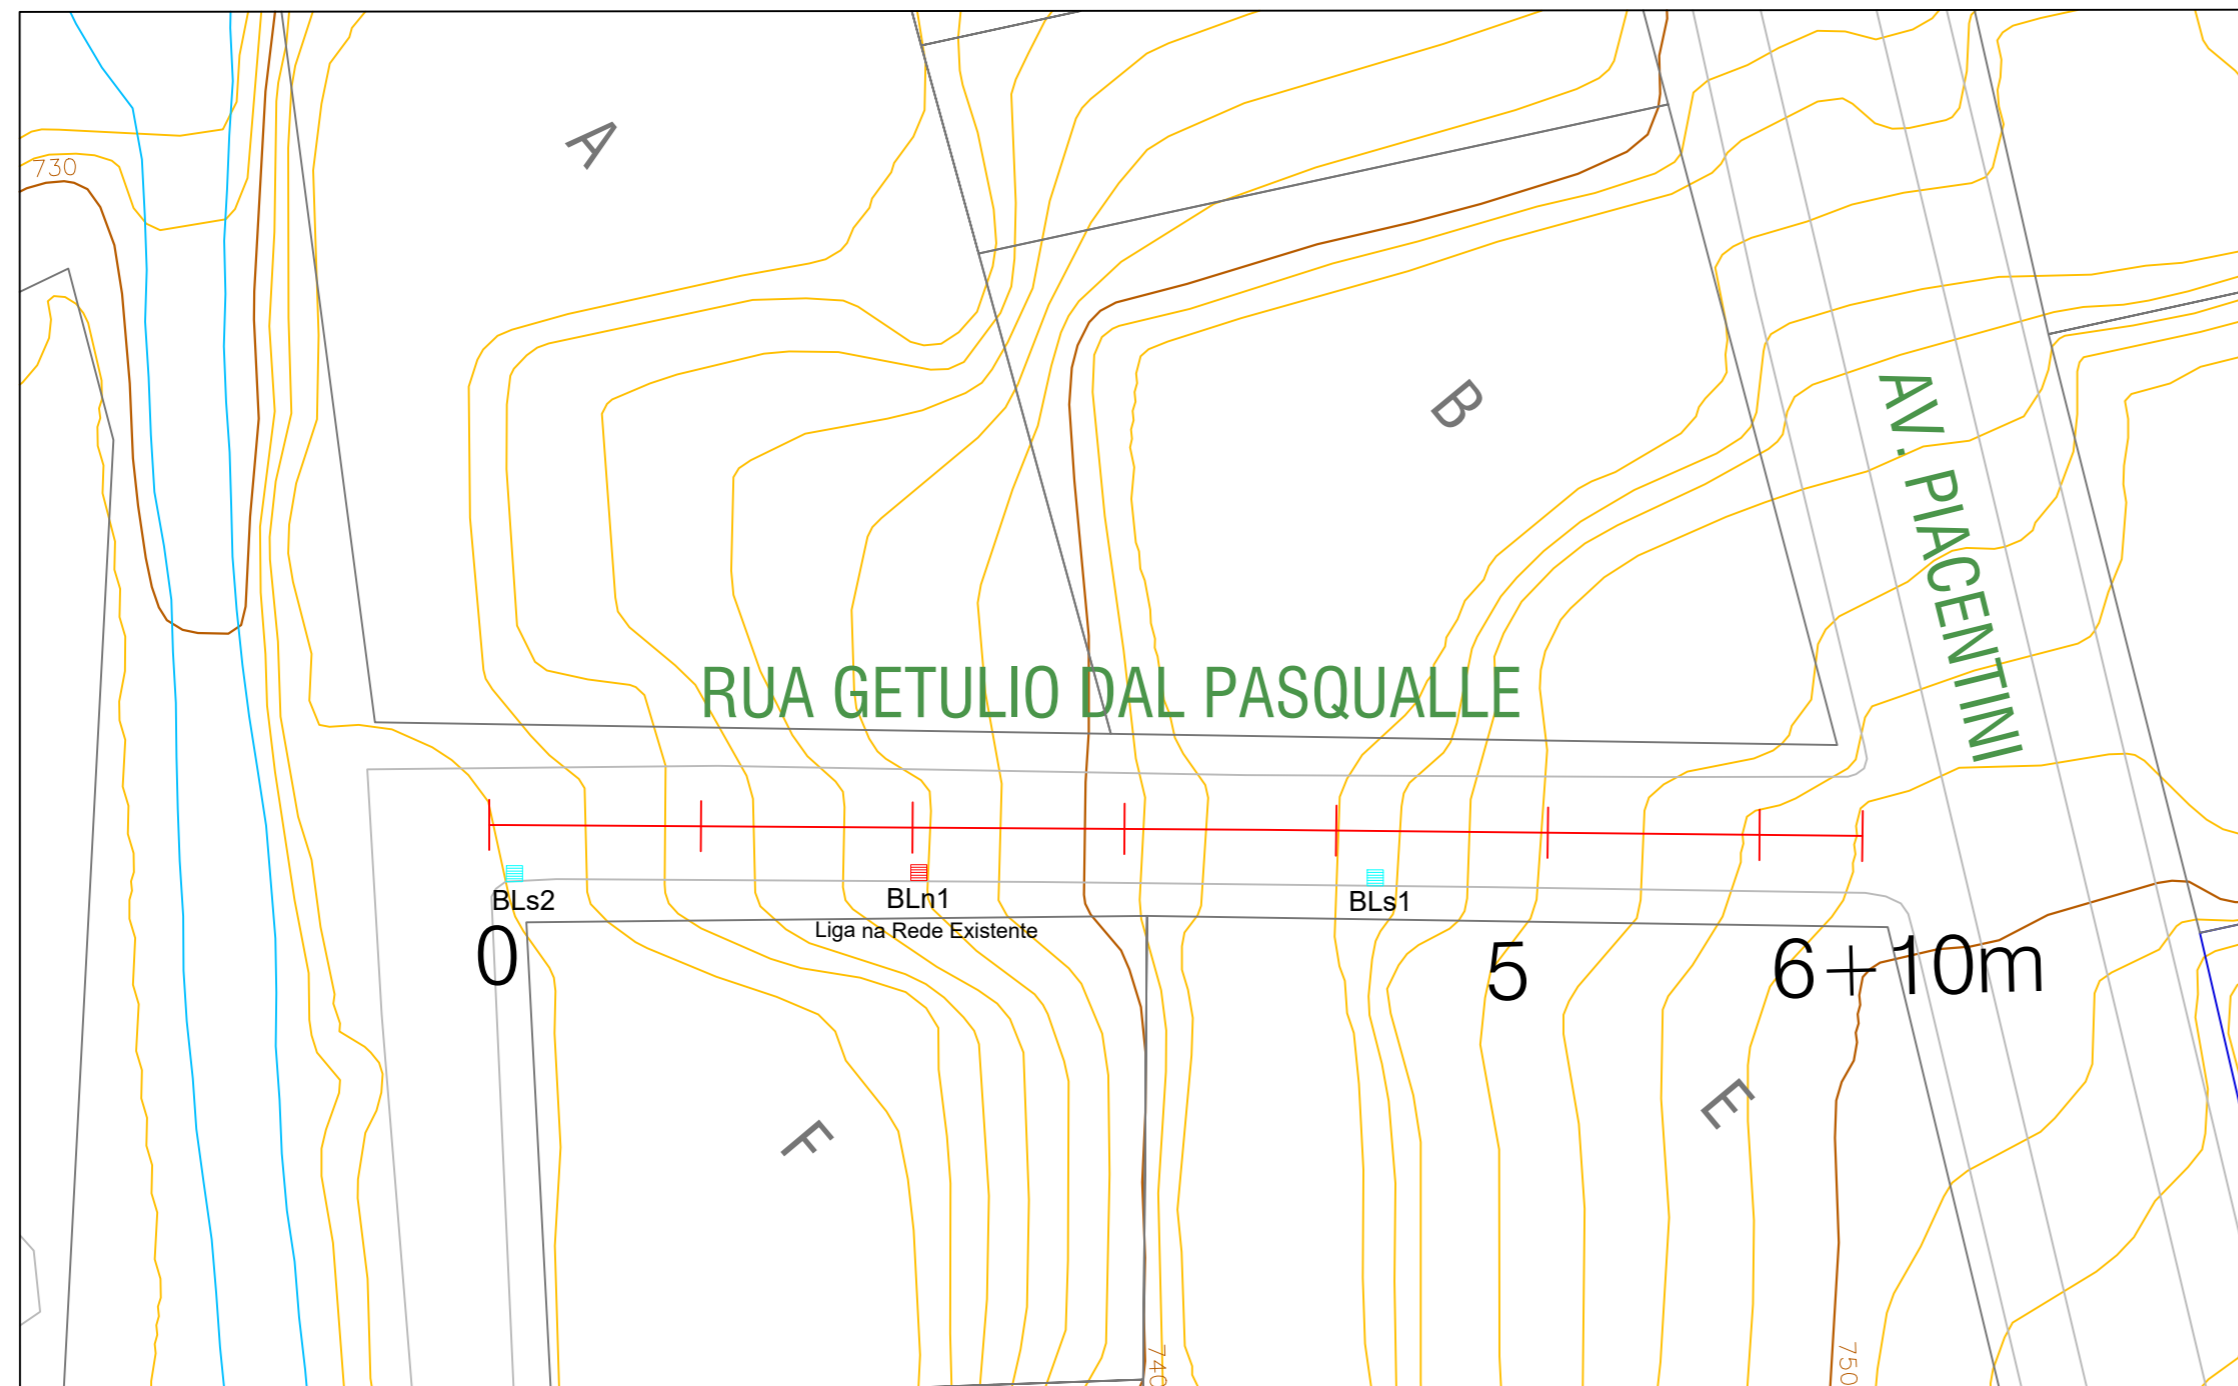 730
A
B
AV. PIACENTINI
RUA GETULIO DAL PASQUALLE
BLs2
BLn1
BLs1
Liga na Rede Existente
0
5
6+10m
F
E
740
750